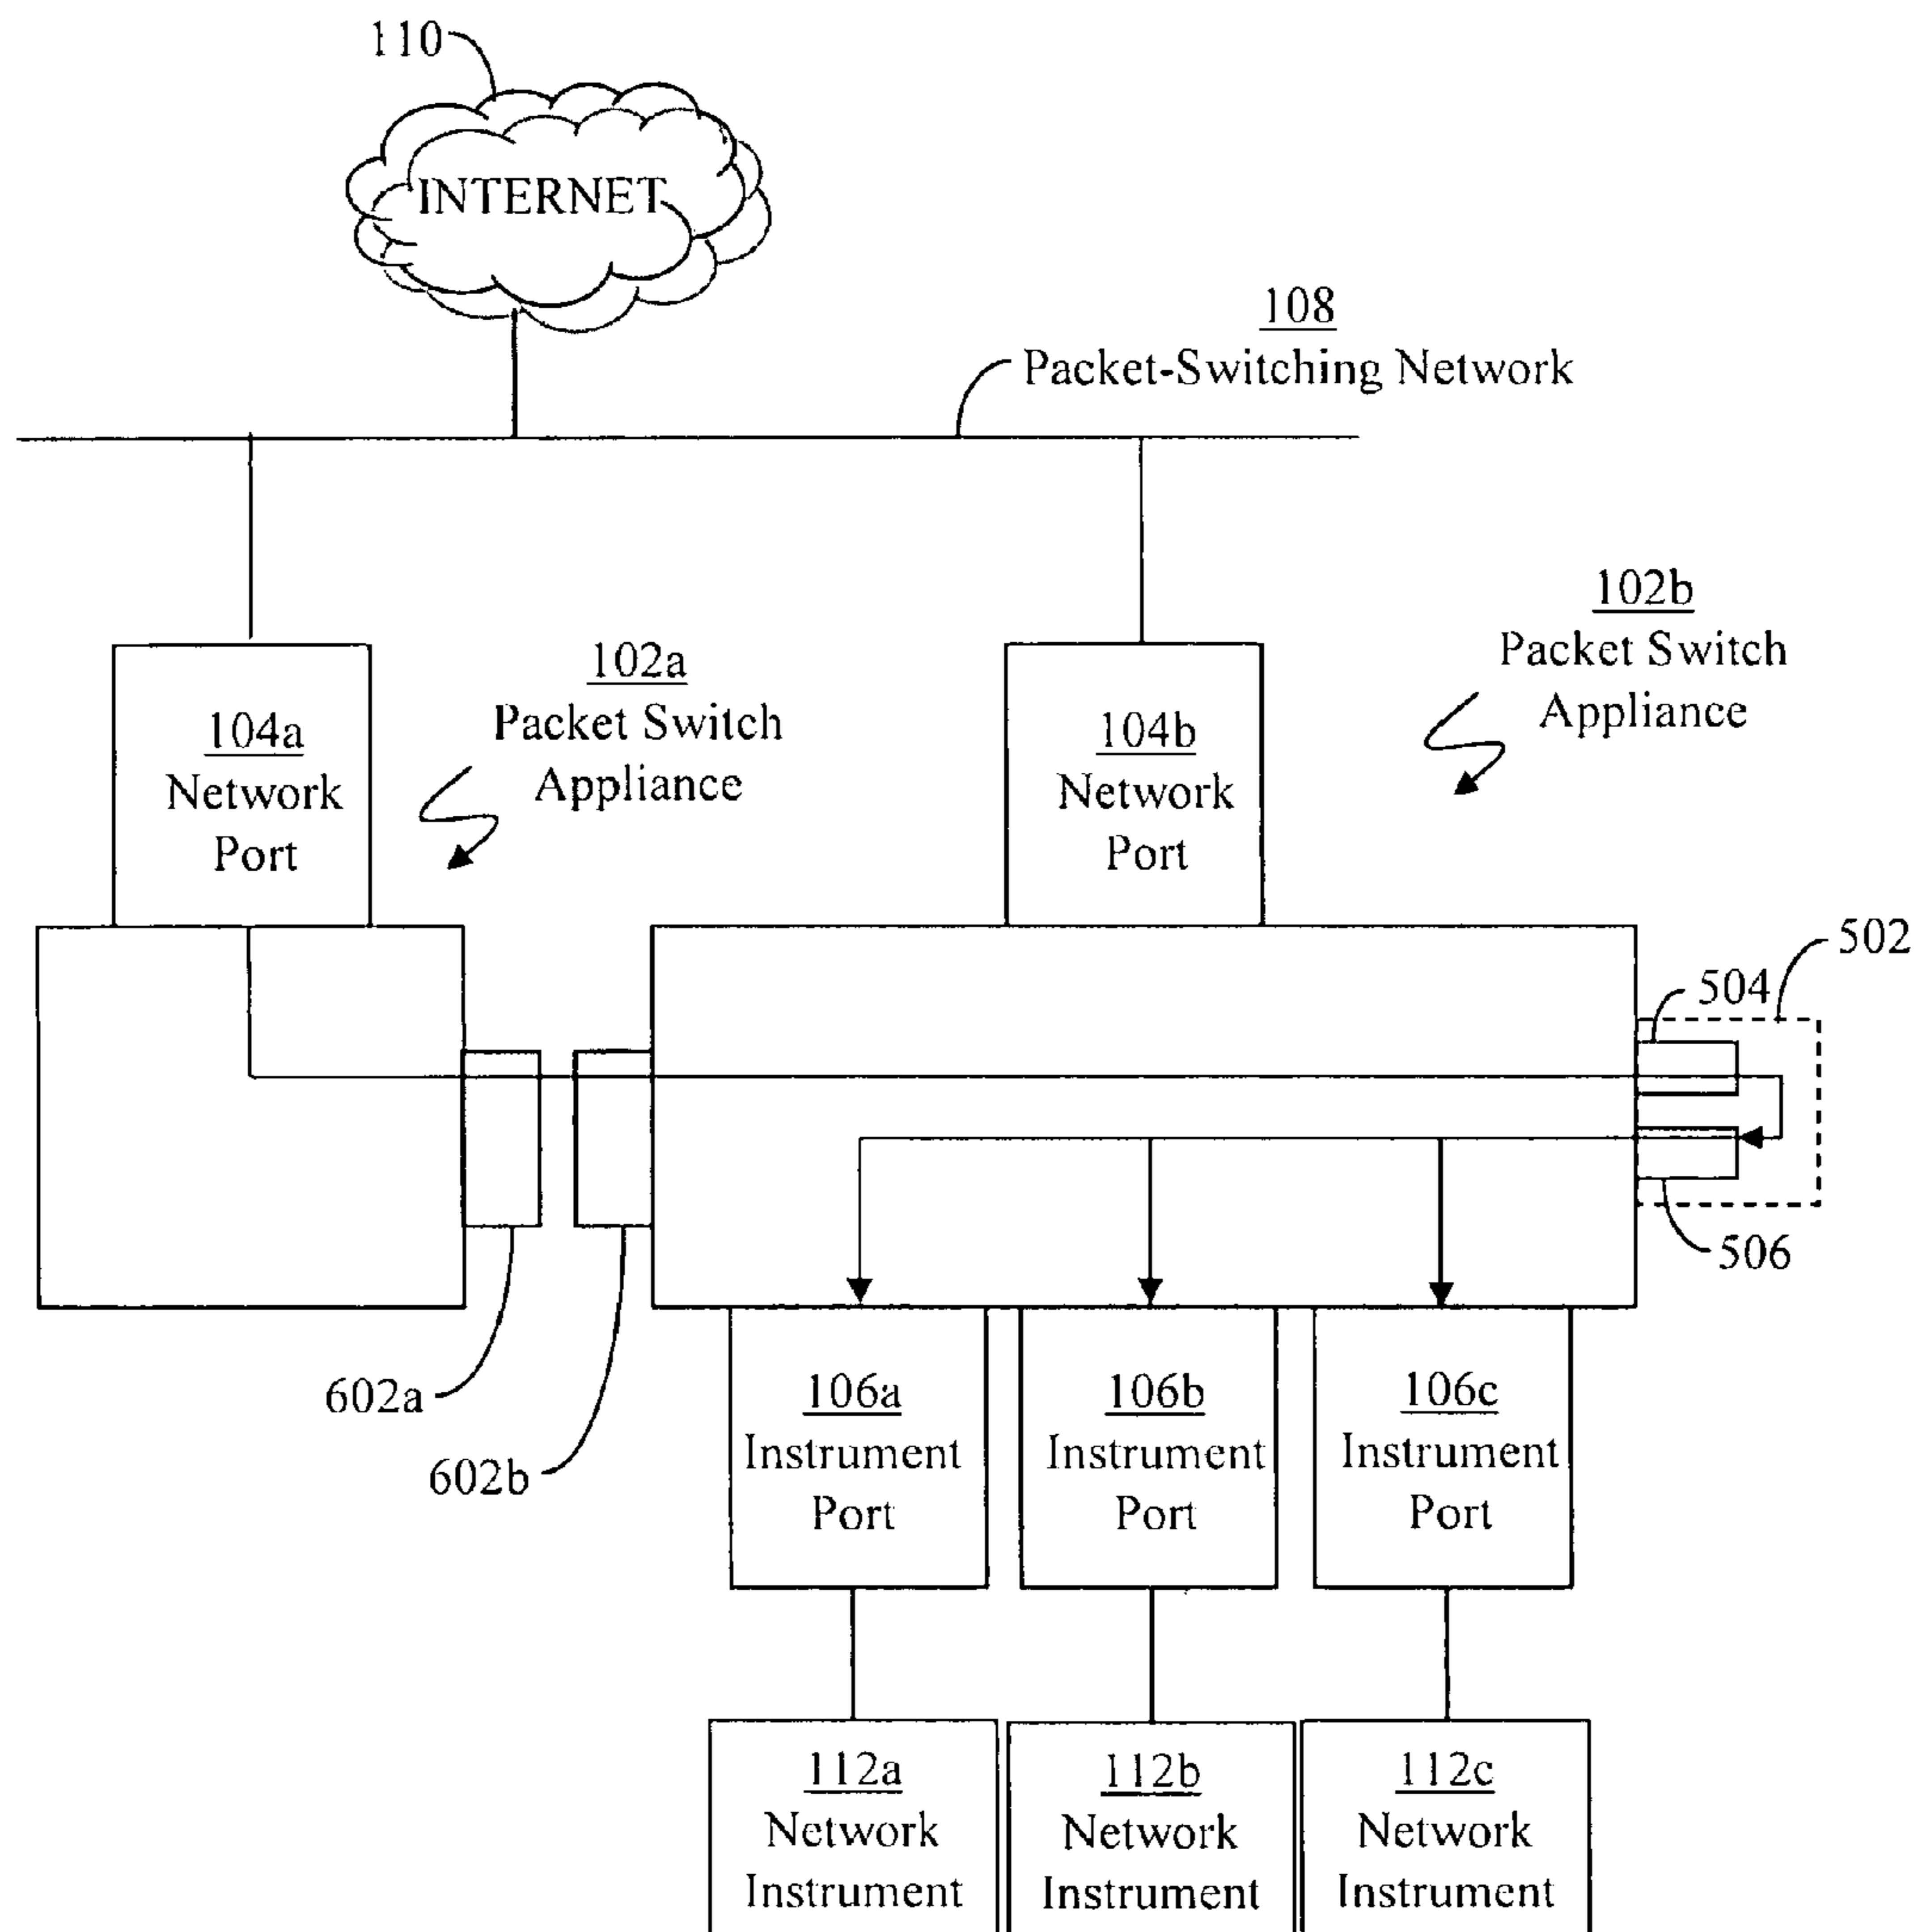 110
INTERNET
108
Packet-Switching Network
102b
Packet Switch
Appliance
102a
Packet Switch
Appliance
104a
Network
Port
104b
Network
Port
502
504
506
602a
602b
106a
Instrument
Port
106b
Instrument
Port
106c
Instrument
Port
112a
Network
Instrument
112b
Network
Instrument
112c
Network
Instrument